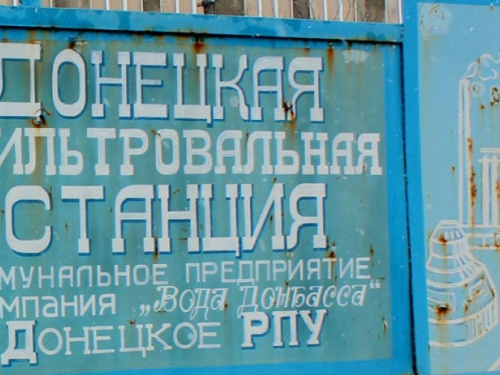 ДОНЕЦКАЯ
ИЛЬТРОВАЛЬНАЯ
СТАНЦИЯ
МУНАЛЬНОЕ ПРЕДПРИЯТИЕ
МПАНИЯ „Вода Донбасса"
ДОНЕЦКОЕ РПУ